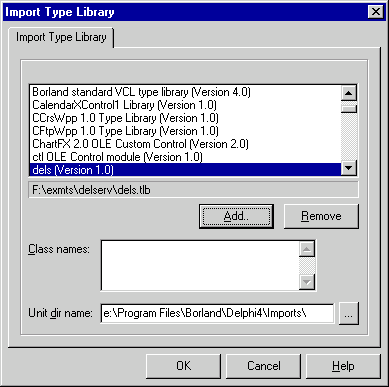 Import Type Library
Import Type Library
Borland standard VCL type library (Version 4.0)
CalendarXControl1 Library (Version 1.0)
CCrsWpp 1.0 Type Library (Version 1.0)
CFtpWpp 1.0 Type Library (Version 1.0)
ChartFX 2.0 OLE Custom Control (Version 2.0)
ctl OLE Control module (Version 1.0)
dels (Version 1.0)
F:\exmts\delserv\dels.tlb
Add..
Remove
Class names:
Unit dir name:
e:\Program Files\Borland\Delphi4\Imports\
...
OK
Cancel
Help